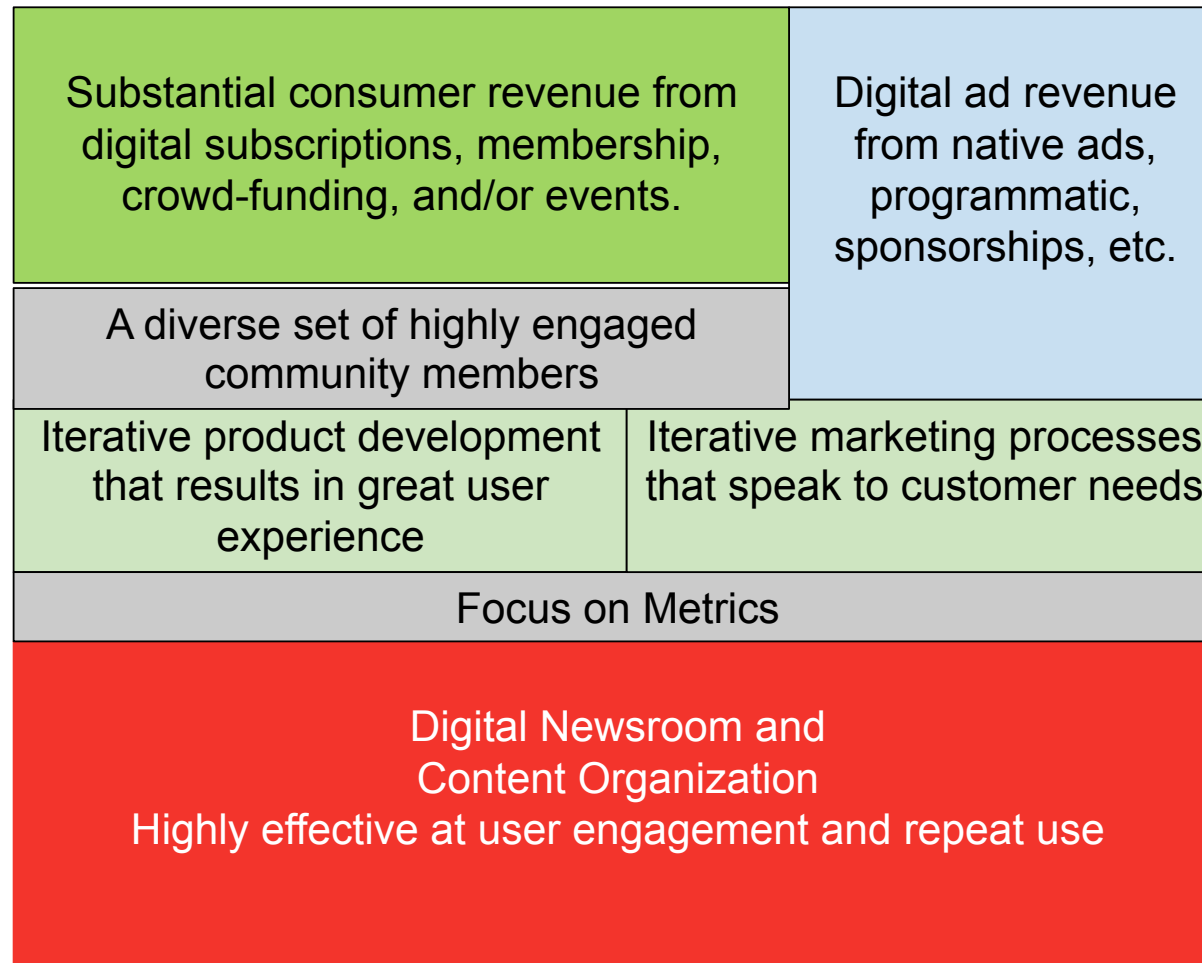 Substantial consumer revenue from
digital subscriptions, membership,
crowd-funding, and/or events.
Digital ad revenue
from native ads,
programmatic,
sponsorships, etc.
A diverse set of highly engaged
community members
Iterative product development
that results in great user
experience
Iterative marketing processes
that speak to customer needs
Focus on Metrics
Digital Newsroom and
Content Organization
Highly effective at user engagement and repeat use